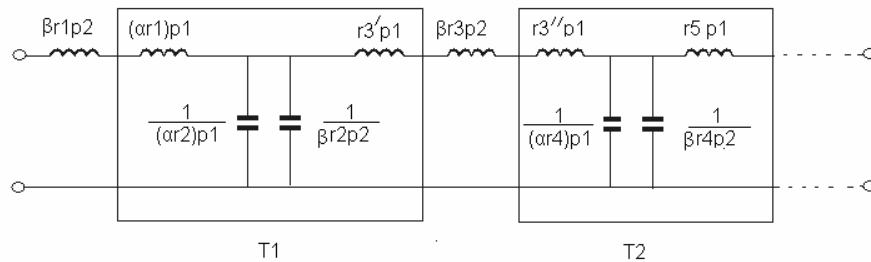 βr1p2
(αr1)p1
r3′p1
βr3p2
r3′′p1
r5 p1
1
(αr2)p1
1
βr2p2
1
(αr4)p1
1
βr4p2
T1
T2